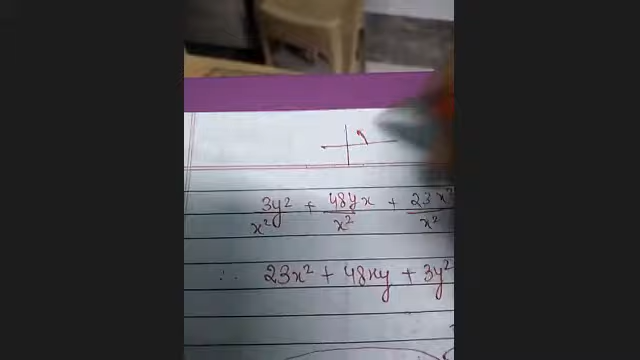 3y²/x² + 48yx/x² + 23x²/x²
∴ 23x² + 48xy + 3y²